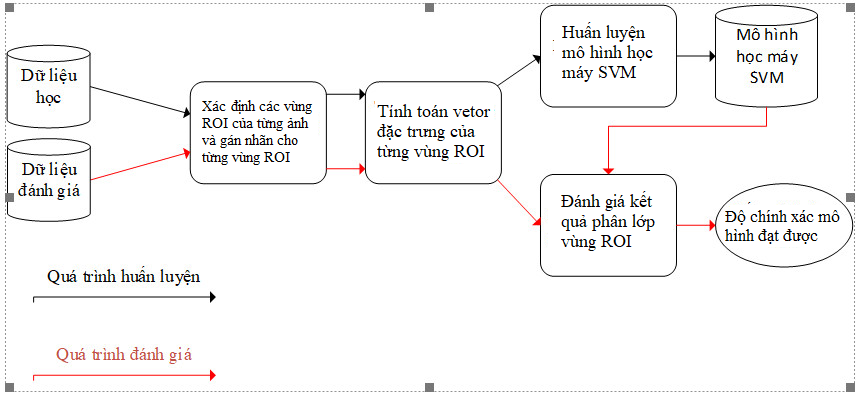 Dữ liệu
học
Dữ liệu
đánh giá
Xác định các vùng
ROI của từng ảnh
và gán nhãn cho
từng vùng ROI
Tính toán vetor
đặc trưng của
từng vùng ROI
Huấn luyện
mô hình học
máy SVM
Mô hình
học máy
SVM
Đánh giá kết
quả phân lớp
vùng ROI
Độ chính xác mô
hình đạt được
Quá trình huấn luyện
Quá trình đánh giá